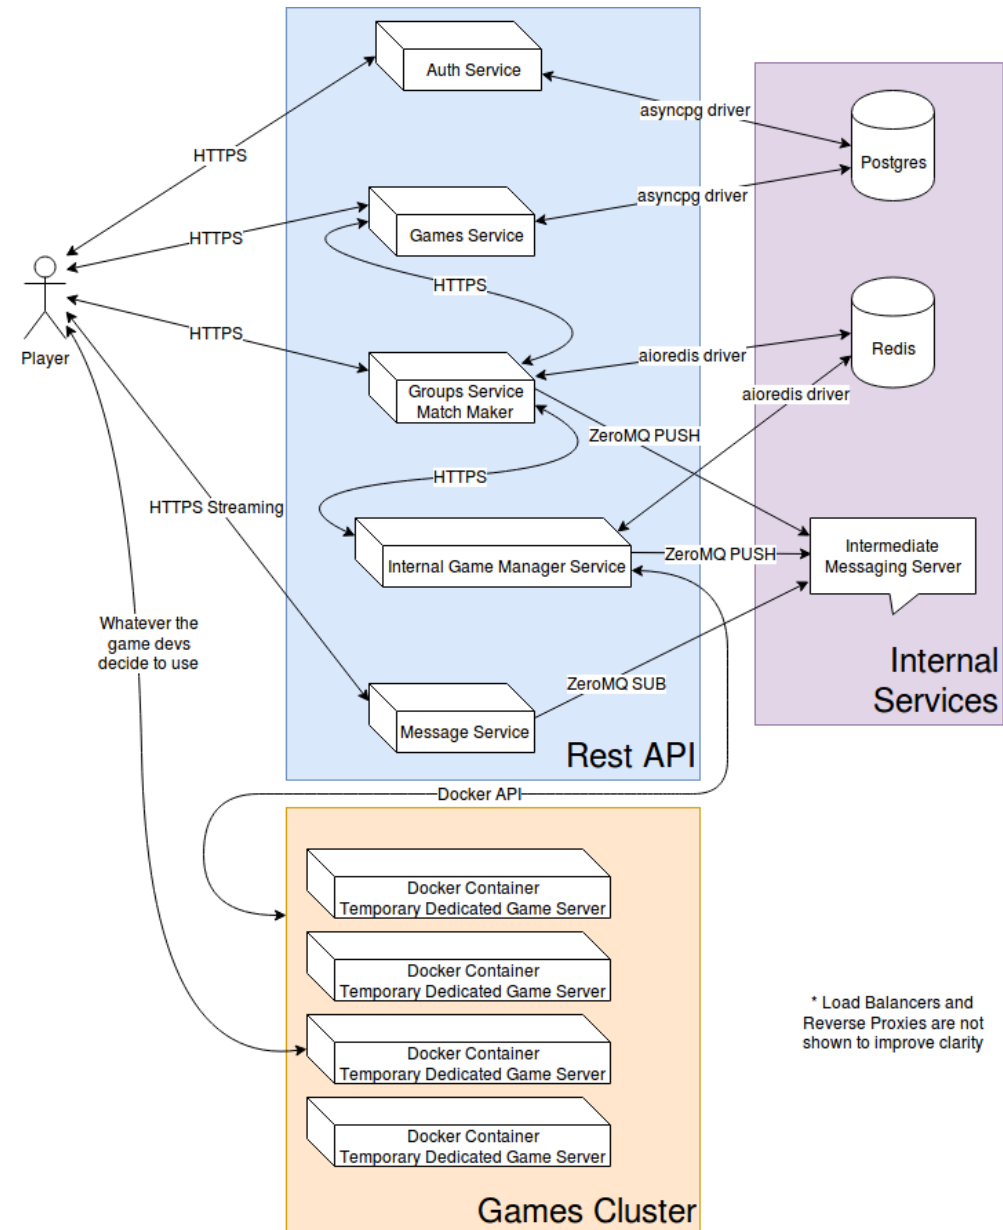 Auth Service
asyncpg driver
Postgres
HTTPS
asyncpg driver
Games Service
HTTPS
HTTPS
Player
HTTPS
aioredis driver
Redis
Groups Service
Match Maker
aioredis driver
ZeroMQ PUSH
HTTPS
HTTPS Streaming
Internal Game Manager Service
ZeroMQ PUSH
Intermediate
Messaging Server
Whatever the
game devs
decide to use
Internal
Services
ZeroMQ SUB
Message Service
Rest API
Docker API
Docker Container
Temporary Dedicated Game Server
Docker Container
Temporary Dedicated Game Server
Docker Container
Temporary Dedicated Game Server
Docker Container
Temporary Dedicated Game Server
* Load Balancers and
Reverse Proxies are not
shown to improve clarity
Games Cluster